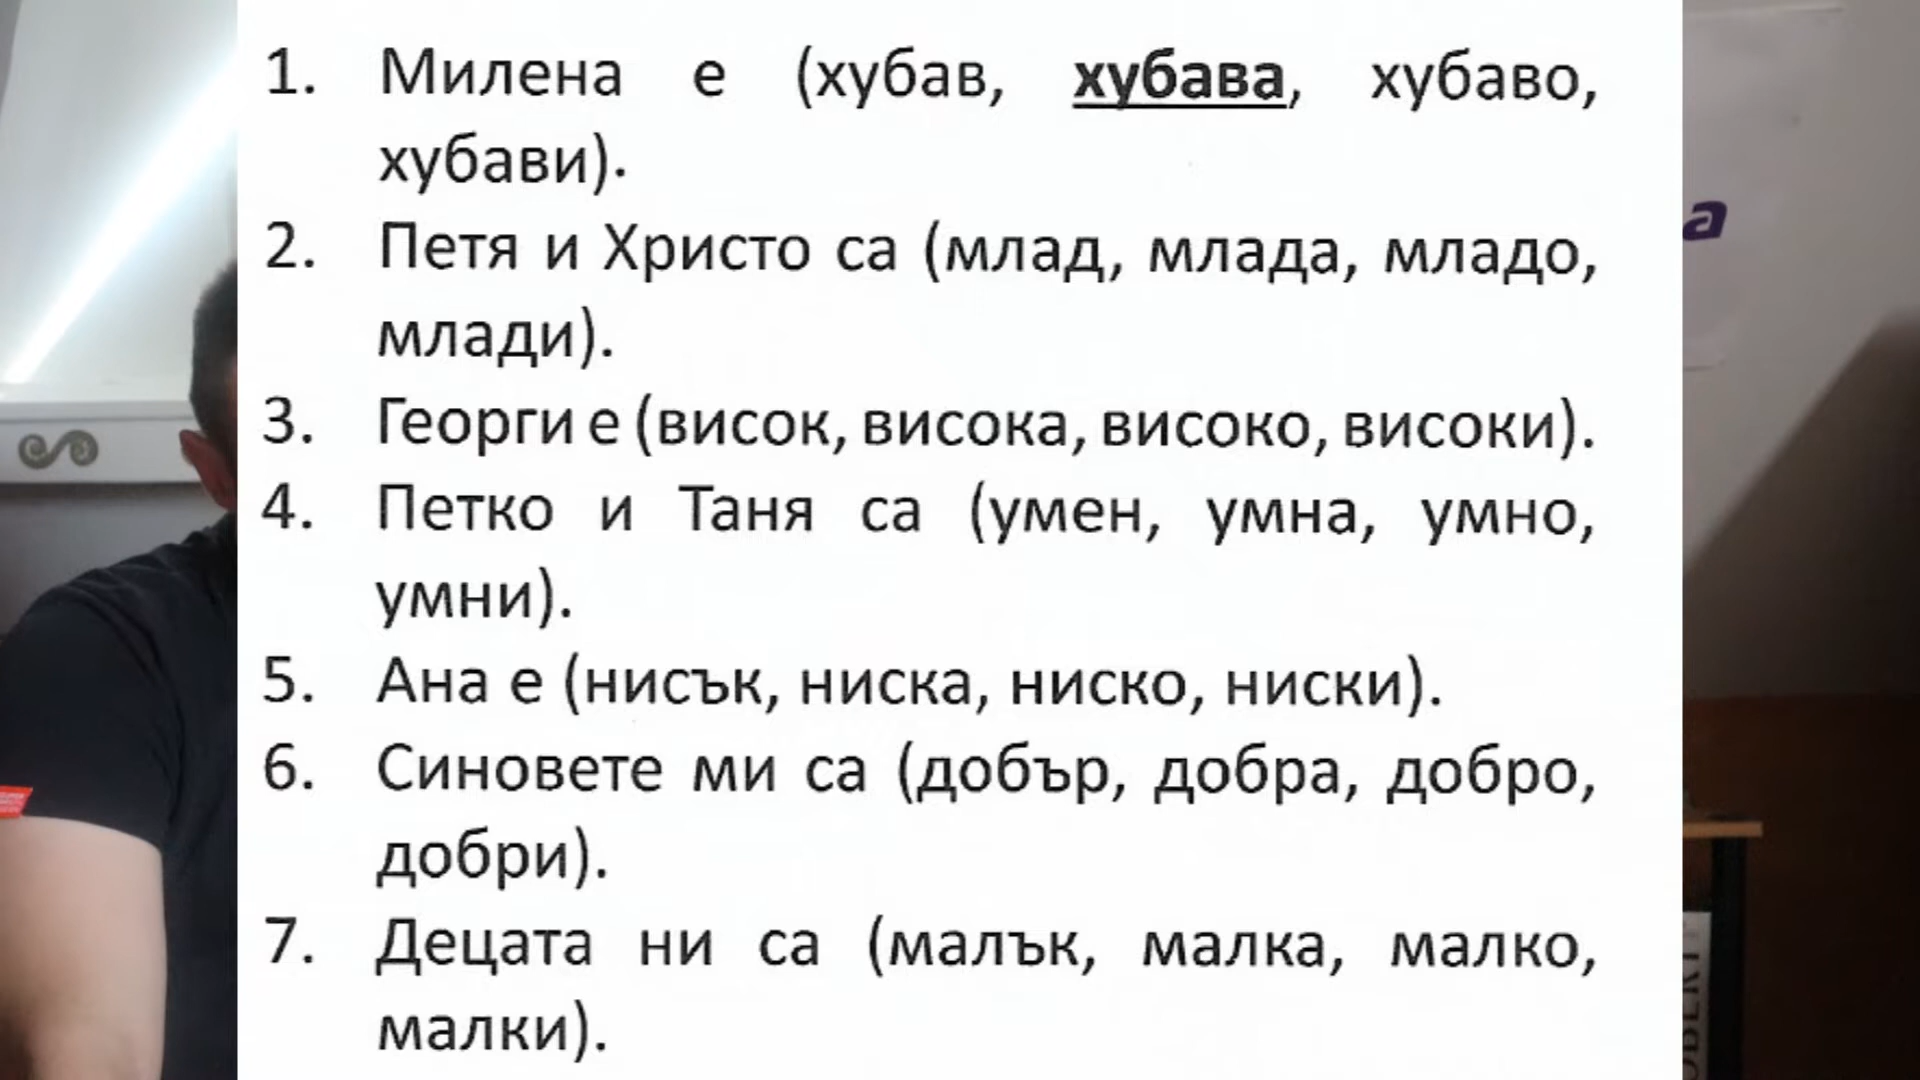 1. Милена е (хубав, хубава, хубаво,
хубави).
2. Петя и Христо са (млад, млада, младо,
млади).
3. Георги е (висок, висока, високо, високи).
4. Петко и Таня са (умен, умна, умно,
умни).
5. Ана е (нисък, ниска, ниско, ниски).
6. Синовете ми са (добър, добра, добро,
добри).
7. Децата ни са (малък, малка, малко,
малки).
а